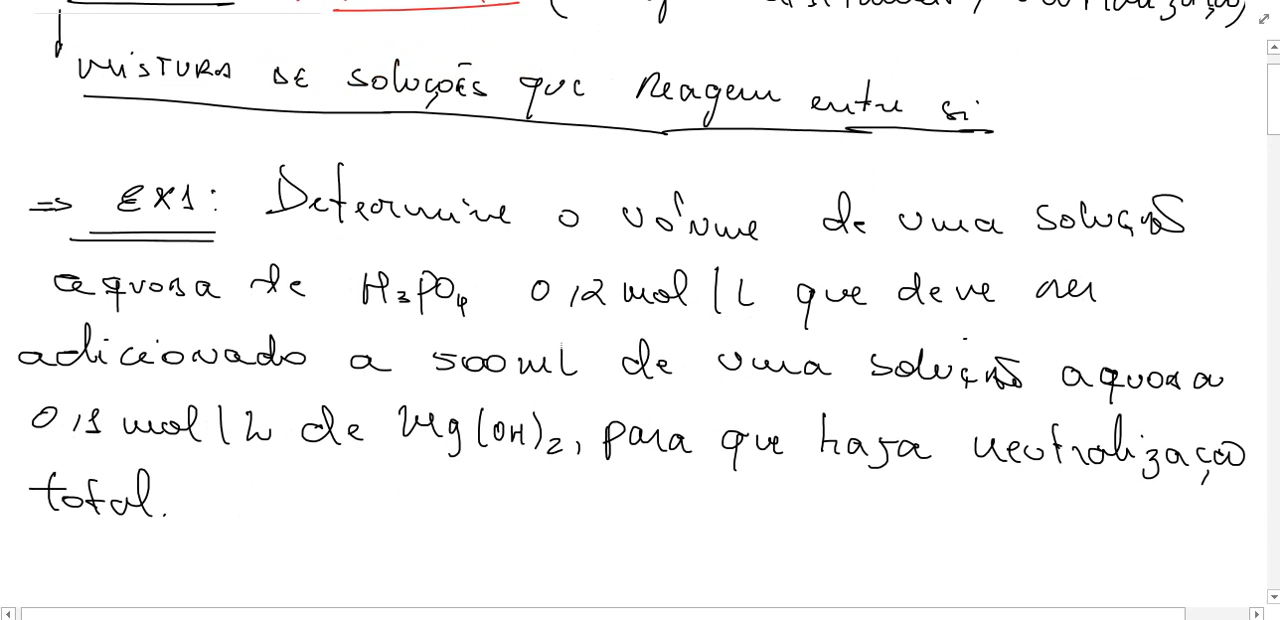 MISTURA DE SOLUÇÕES que Reagem entre si
=> EX1: Determine o volume de uma solução
aquosa de H3PO4 0,2 mol/L que deve ser
adicionado a 500mL de uma solução aquosa
0,1 mol/L de Mg(OH)2, para que haja neutralização
total.